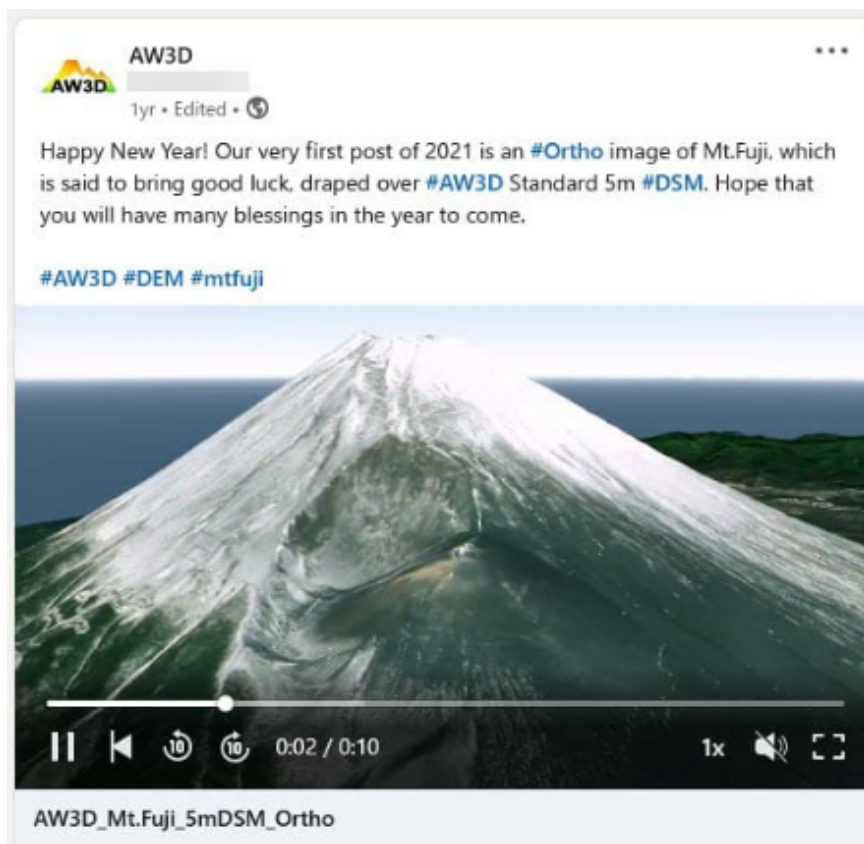 AW3D
AW3D
1yr • Edited •
Happy New Year! Our very first post of 2021 is an #Ortho image of Mt.Fuji, which
is said to bring good luck, draped over #AW3D Standard 5m #DSM. Hope that
you will have many blessings in the year to come.
#AW3D #DEM #mtfuji
10
10
0:02 / 0:10
1x
AW3D_Mt.Fuji_5mDSM_Ortho